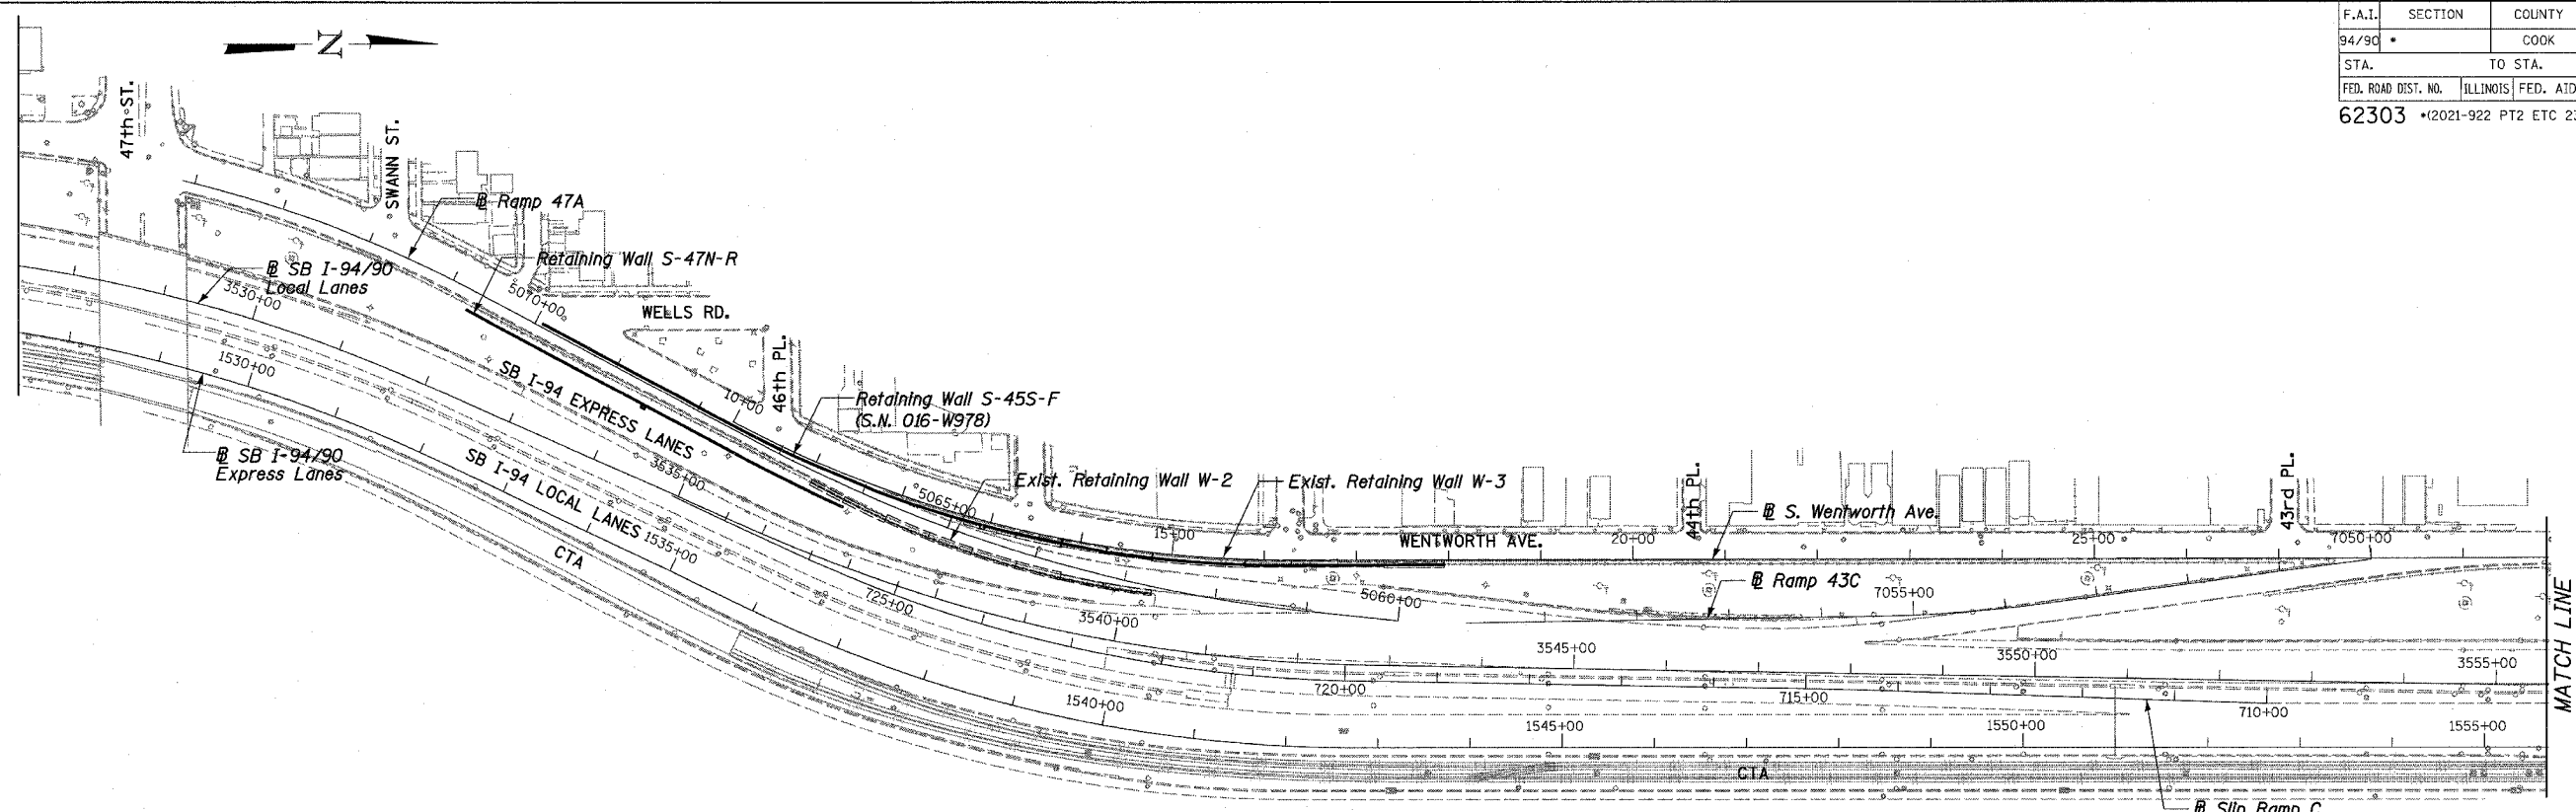 F.A.I. SECTION COUNTY
94/90 * COOK
STA. TO STA.
FED. ROAD DIST. NO. ILLINOIS FED. AID
62303 *(2021-922 PT2 ETC 2
N
47th ST.
SWANN ST.
℄ Ramp 47A
Retaining Wall S-47N-R
℄ SB I-94/90
Local Lanes
3530+00
5070+00
WELLS RD.
1530+00
46th PL.
SB I-94 EXPRESS LANES
10+00
Retaining Wall S-45S-F
(S.N. 016-W978)
℄ SB I-94/90
Express Lanes
SB I-94 LOCAL LANES
3535+00
Exist. Retaining Wall W-2
Exist. Retaining Wall W-3
5065+00
44th PL.
43rd PL.
℄ S. Wentworth Ave.
15+00
WENTWORTH AVE.
20+00
25+00
7050+00
1535+00
CTA
℄ Ramp 43C
725+00
5060+00
7055+00
3540+00
3545+00
3550+00
3555+00
MATCH LINE
720+00
715+00
710+00
1540+00
1545+00
1550+00
1555+00
CTA
℄ Slip Ramp C